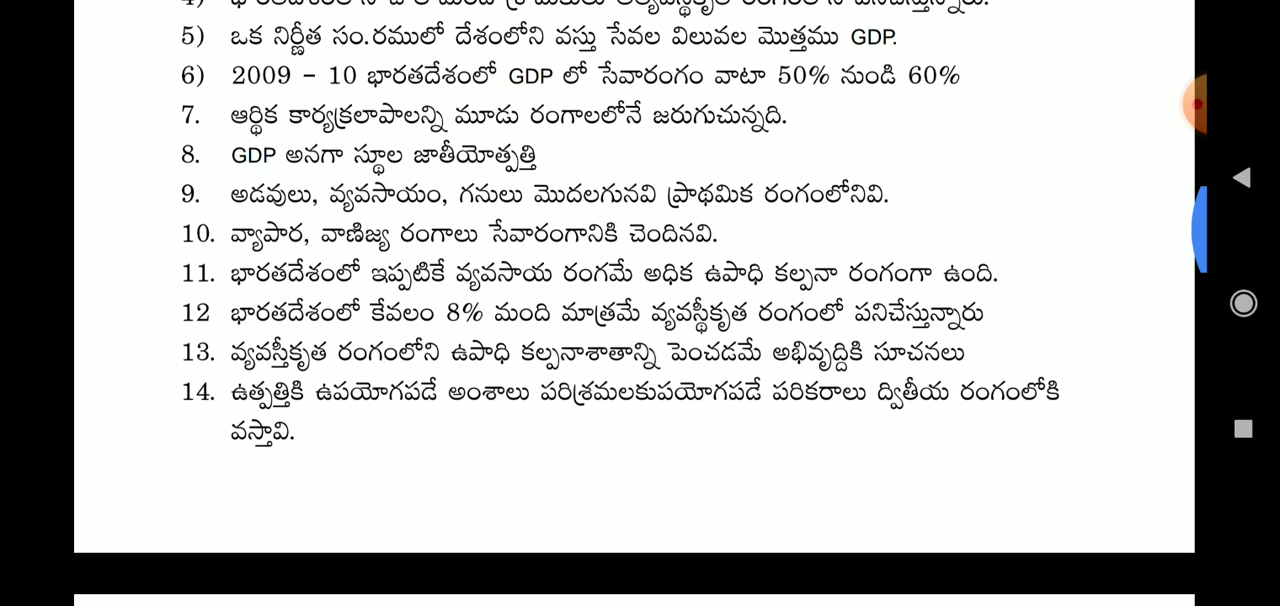 5) ఒక నిర్ణీత సం.రములో దేశంలోని వస్తు సేవల విలువల మొత్తము GDP.
6) 2009 - 10 భారతదేశంలో GDP లో సేవారంగం వాటా 50% నుండి 60%
7. ఆర్థిక కార్యక్రలాపాలన్ని మూడు రంగాలలోనే జరుగుచున్నది.
8. GDP అనగా స్థూల జాతీయోత్పత్తి
9. అడవులు, వ్యవసాయం, గనులు మొదలగునవి ప్రాథమిక రంగంలోనివి.
10. వ్యాపార, వాణిజ్య రంగాలు సేవారంగానికి చెందినవి.
11. భారతదేశంలో ఇప్పటికే వ్యవసాయ రంగమే అధిక ఉపాధి కల్పనా రంగంగా ఉంది.
12 భారతదేశంలో కేవలం 8% మంది మాత్రమే వ్యవస్థీకృత రంగంలో పనిచేస్తున్నారు
13. వ్యవస్తీకృత రంగంలోని ఉపాధి కల్పనాశాతాన్ని పెంచడమే అభివృద్దికి సూచనలు
14. ఉత్పత్తికి ఉపయోగపడే అంశాలు పరిశ్రమలకుపయోగపడే పరికరాలు ద్వితీయ రంగంలోకి
వస్తావి.